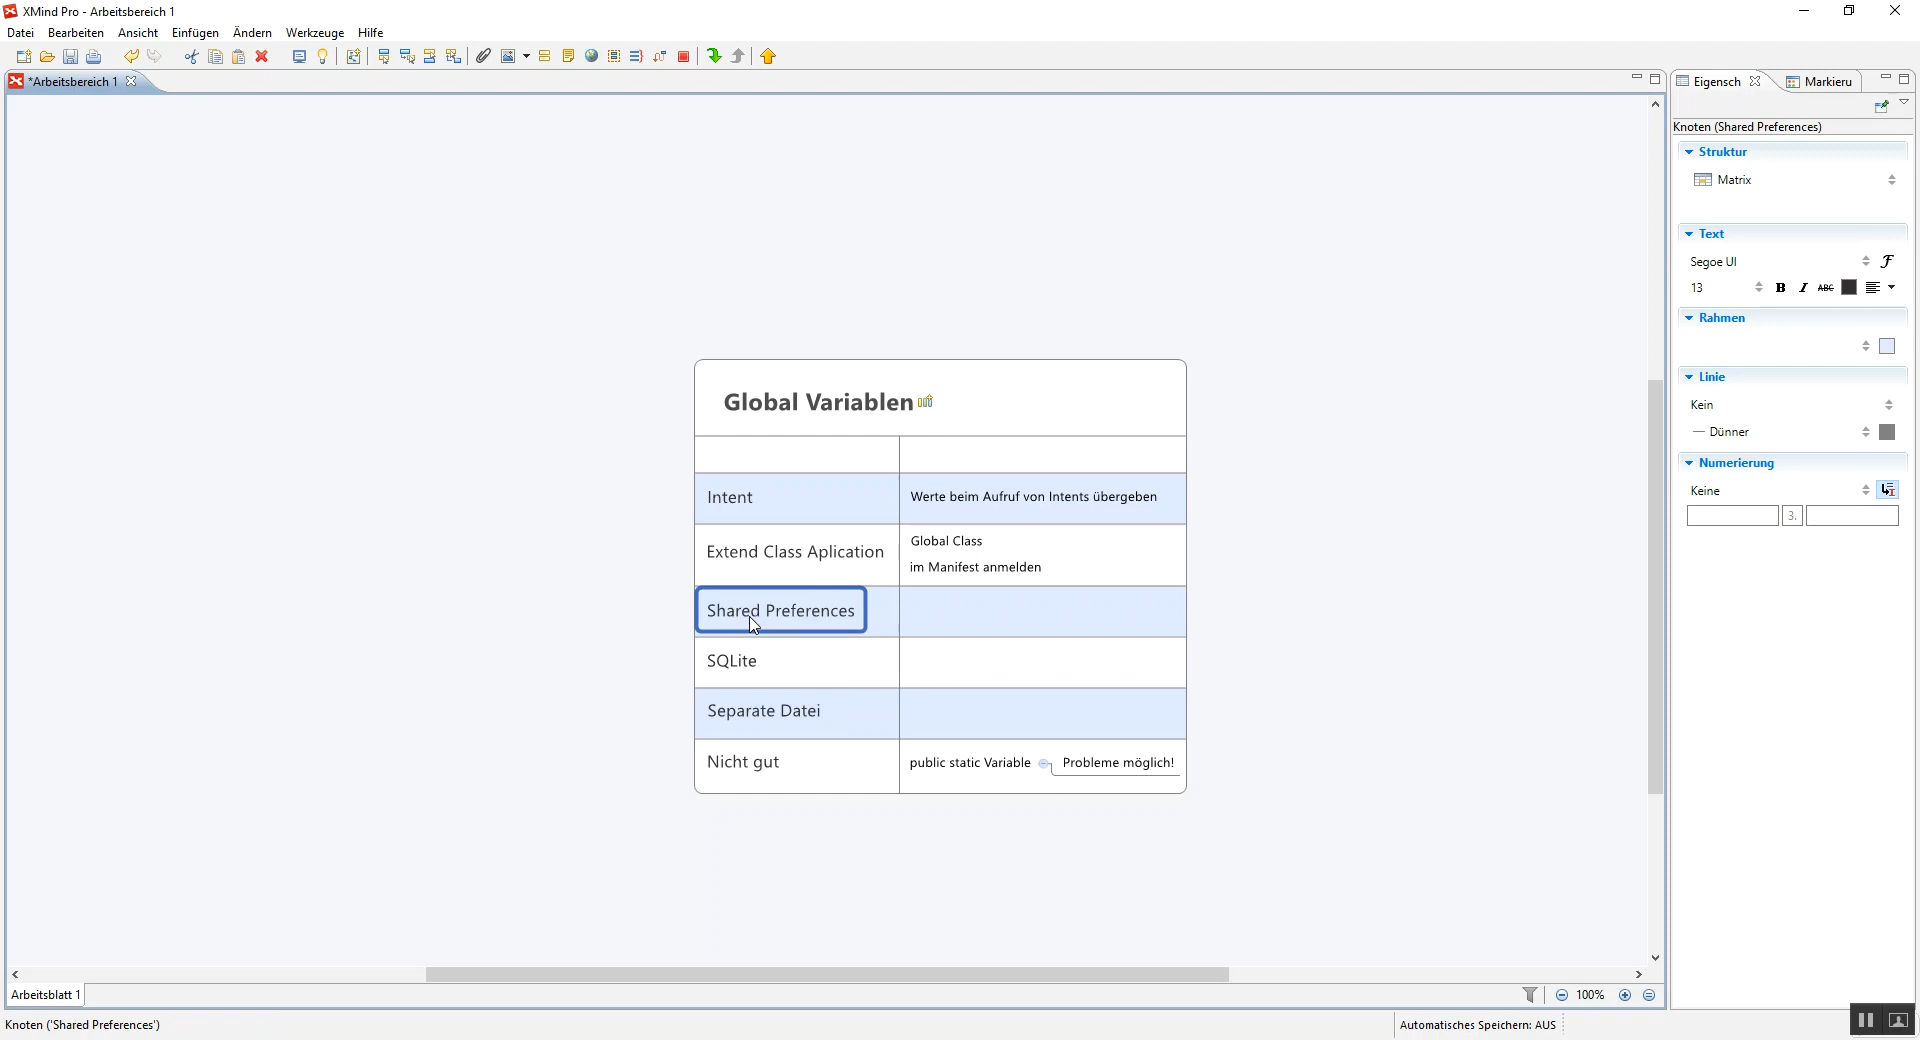 XMind Pro - Arbeitsbereich 1
Datei Bearbeiten Ansicht Einfügen Ändern Werkzeuge Hilfe
*Arbeitsbereich 1
Eigensch
Markieru
Knoten (Shared Preferences)
Struktur
Matrix
Text
Segoe UI
13
B I ABC
Rahmen
Linie
Kein
Dünner
Numerierung
Keine
3.
Global Variablen
Intent
Werte beim Aufruf von Intents übergeben
Extend Class Aplication
Global Class
im Manifest anmelden
Shared Preferences
SQLite
Separate Datei
Nicht gut
public static Variable
Probleme möglich!
Arbeitsblatt 1
100%
Knoten ('Shared Preferences')
Automatisches Speichern: AUS